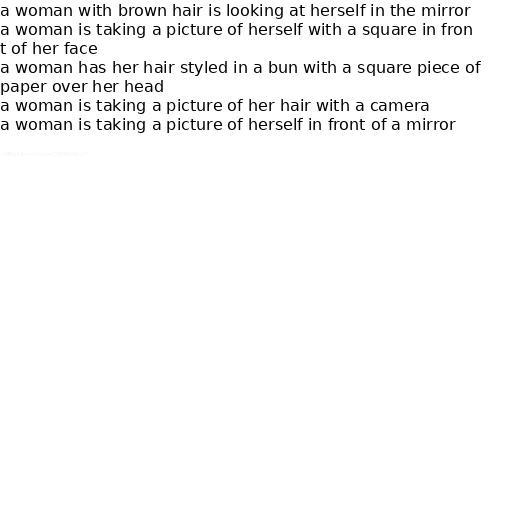 a woman with brown hair is looking at herself in the mirror
a woman is taking a picture of herself with a square in fron
t of her face
a woman has her hair styled in a bun with a square piece of
paper over her head
a woman is taking a picture of her hair with a camera
a woman is taking a picture of herself in front of a mirror